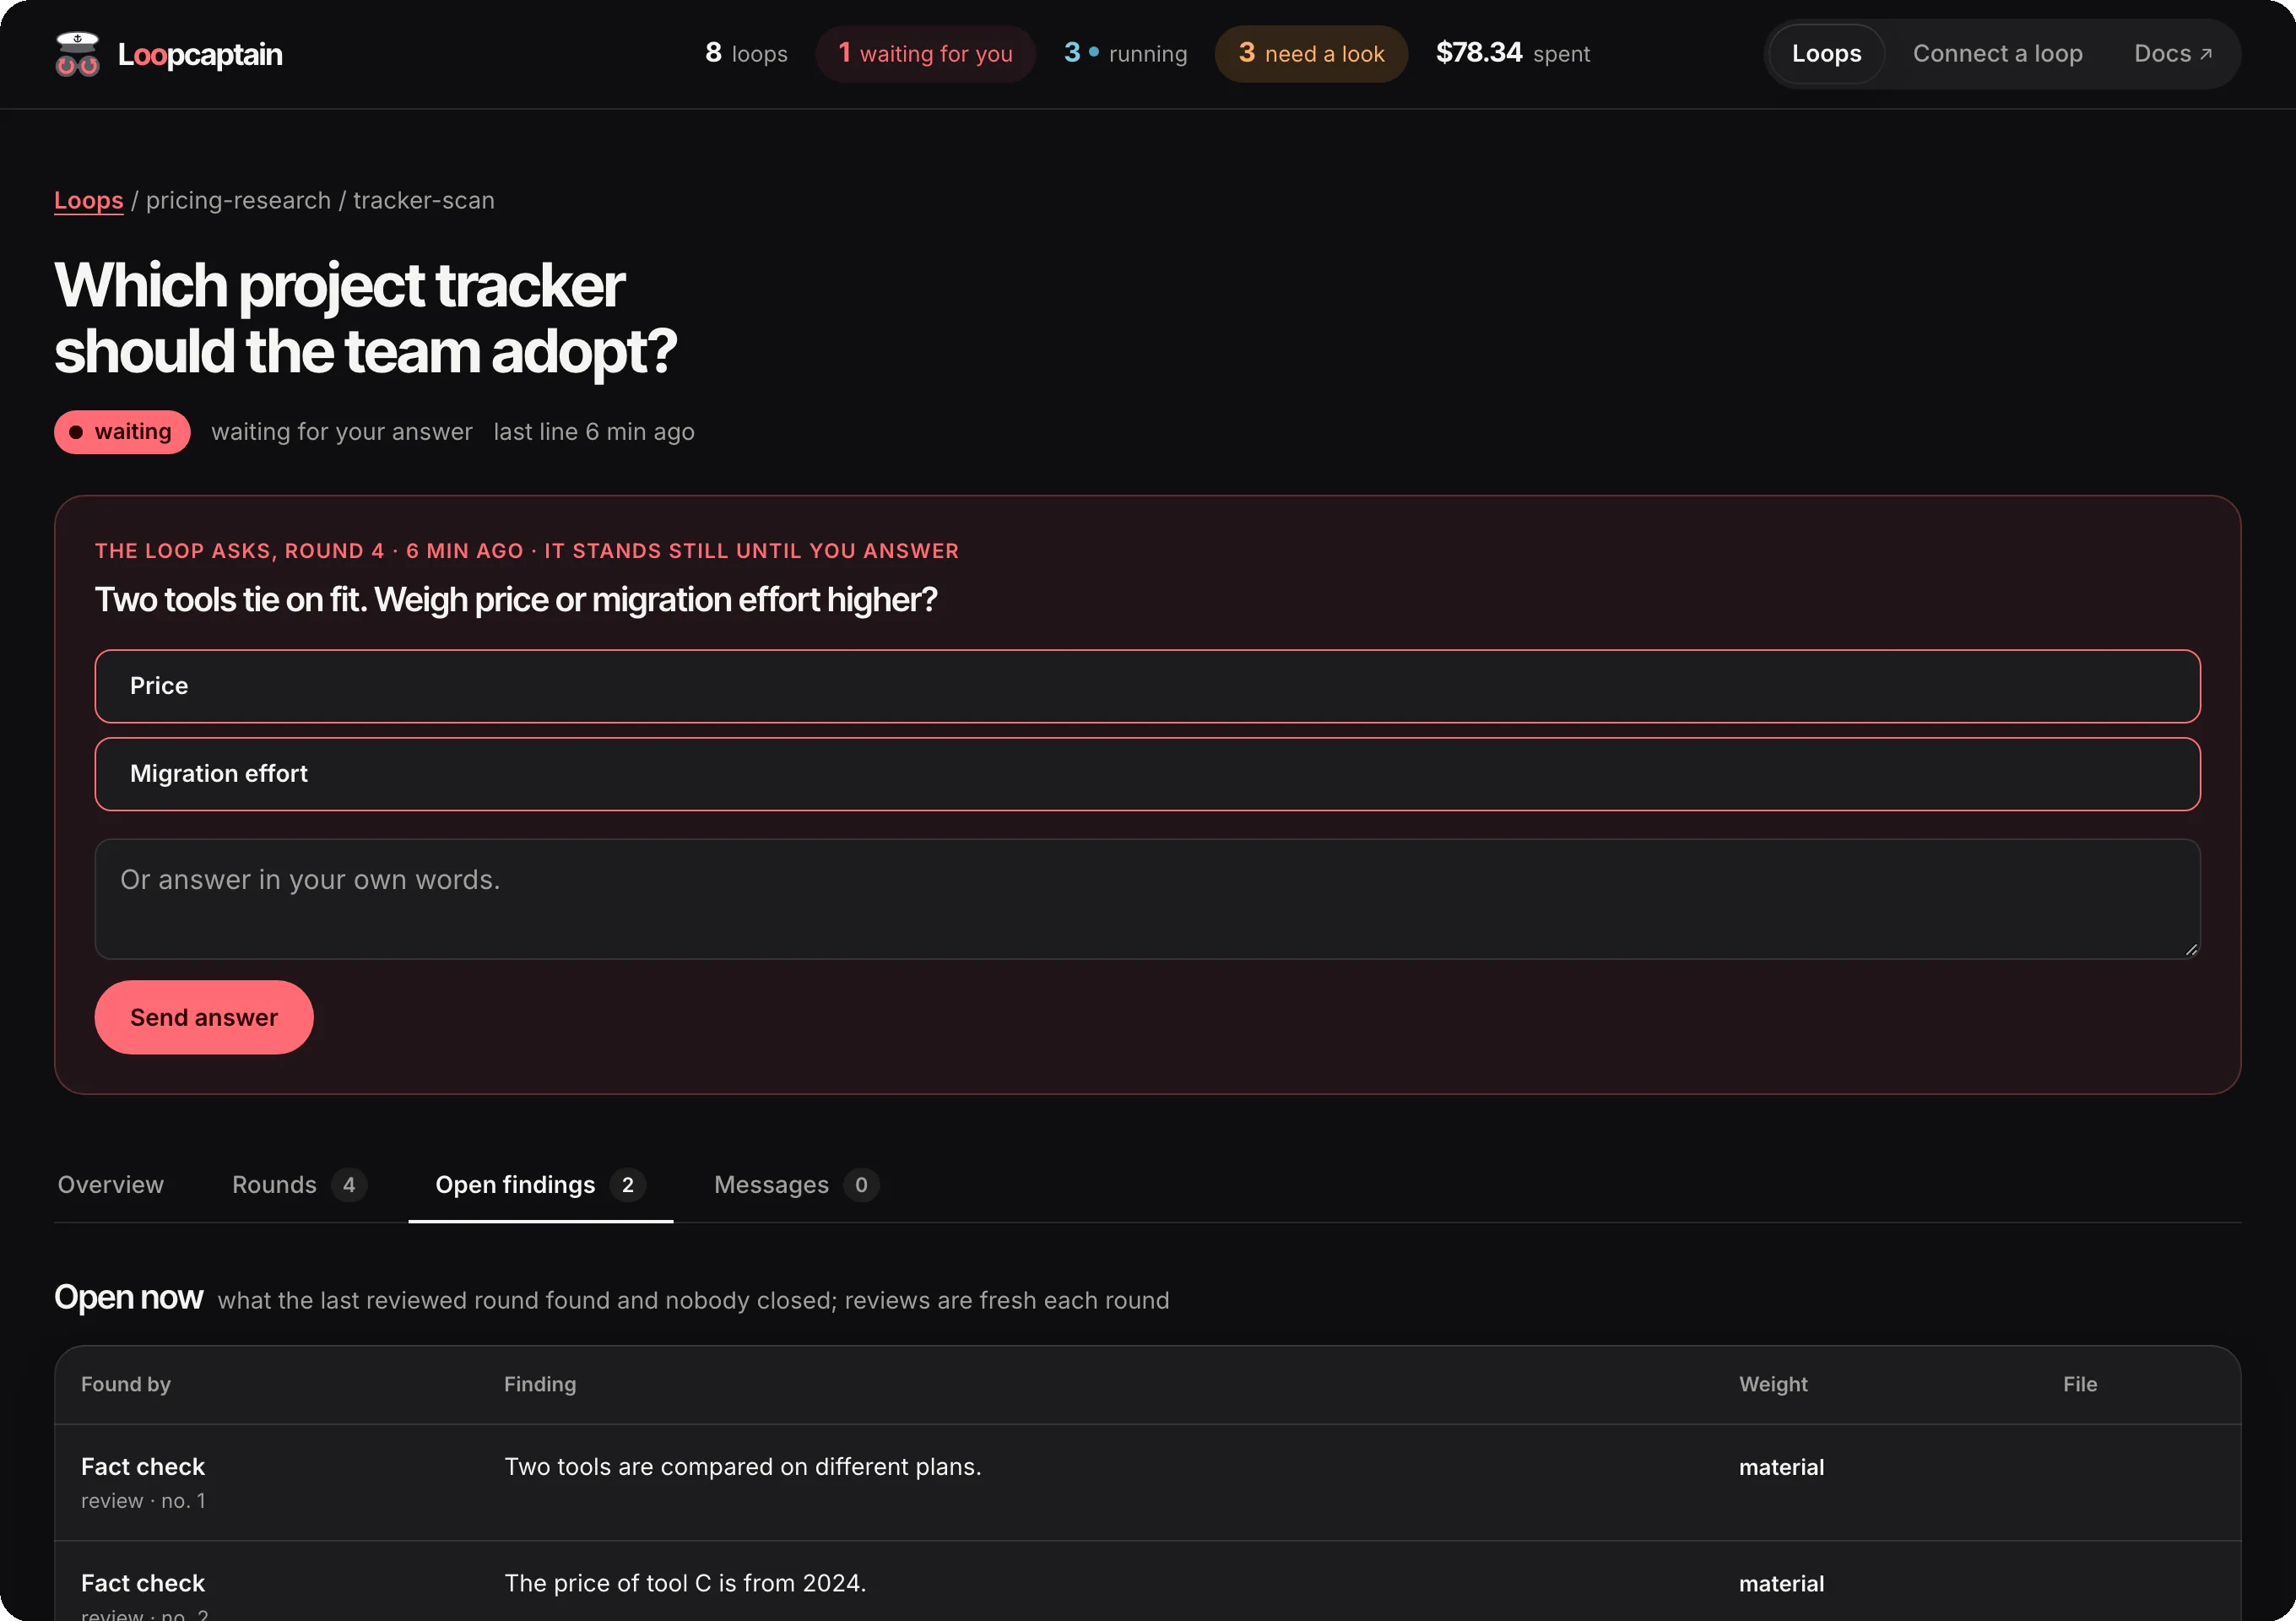 Loopcaptain
8 loops 1 waiting for you 3 running 3 need a look $78.34 spent
Loops Connect a loop Docs ↗
Loops / pricing-research / tracker-scan
Which project tracker
should the team adopt?
waiting waiting for your answer last line 6 min ago
THE LOOP ASKS, ROUND 4 · 6 MIN AGO · IT STANDS STILL UNTIL YOU ANSWER
Two tools tie on fit. Weigh price or migration effort higher?
Price
Migration effort
Or answer in your own words.
Send answer
Overview Rounds 4 Open findings 2 Messages 0
Open now what the last reviewed round found and nobody closed; reviews are fresh each round
Found by Finding Weight File
Fact check Two tools are compared on different plans. material
review · no. 1
Fact check The price of tool C is from 2024. material
review · no. 2